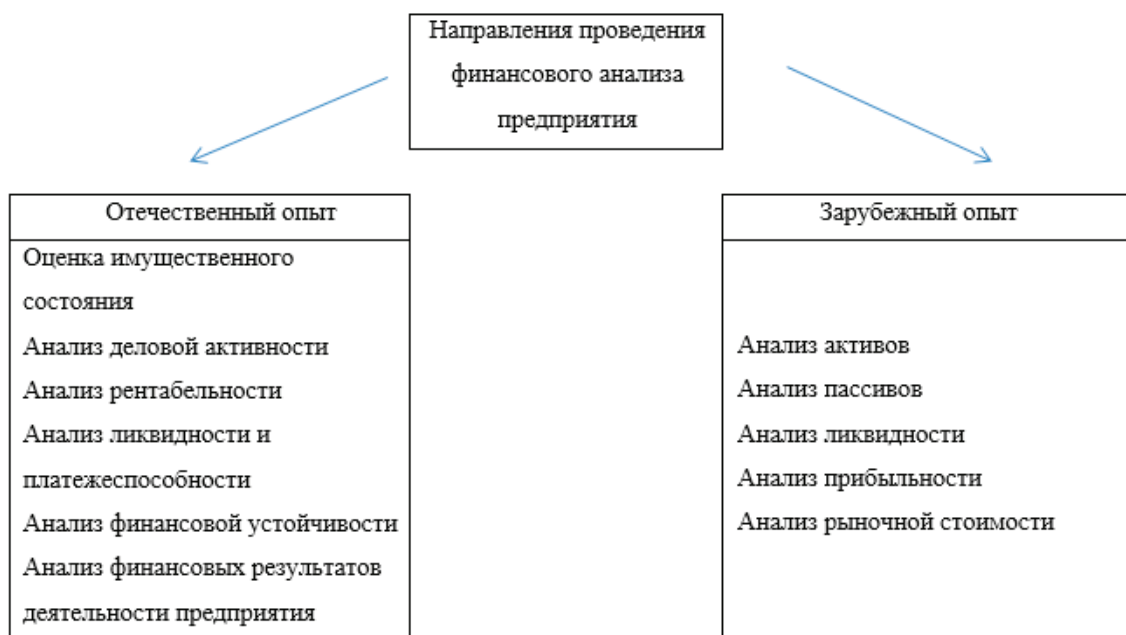 Направления проведения
финансового анализа
предприятия
Отечественный опыт
Оценка имущественного
состояния
Анализ деловой активности
Анализ рентабельности
Анализ ликвидности и
платежеспособности
Анализ финансовой устойчивости
Анализ финансовых результатов
деятельности предприятия
Зарубежный опыт
Анализ активов
Анализ пассивов
Анализ ликвидности
Анализ прибыльности
Анализ рыночной стоимости